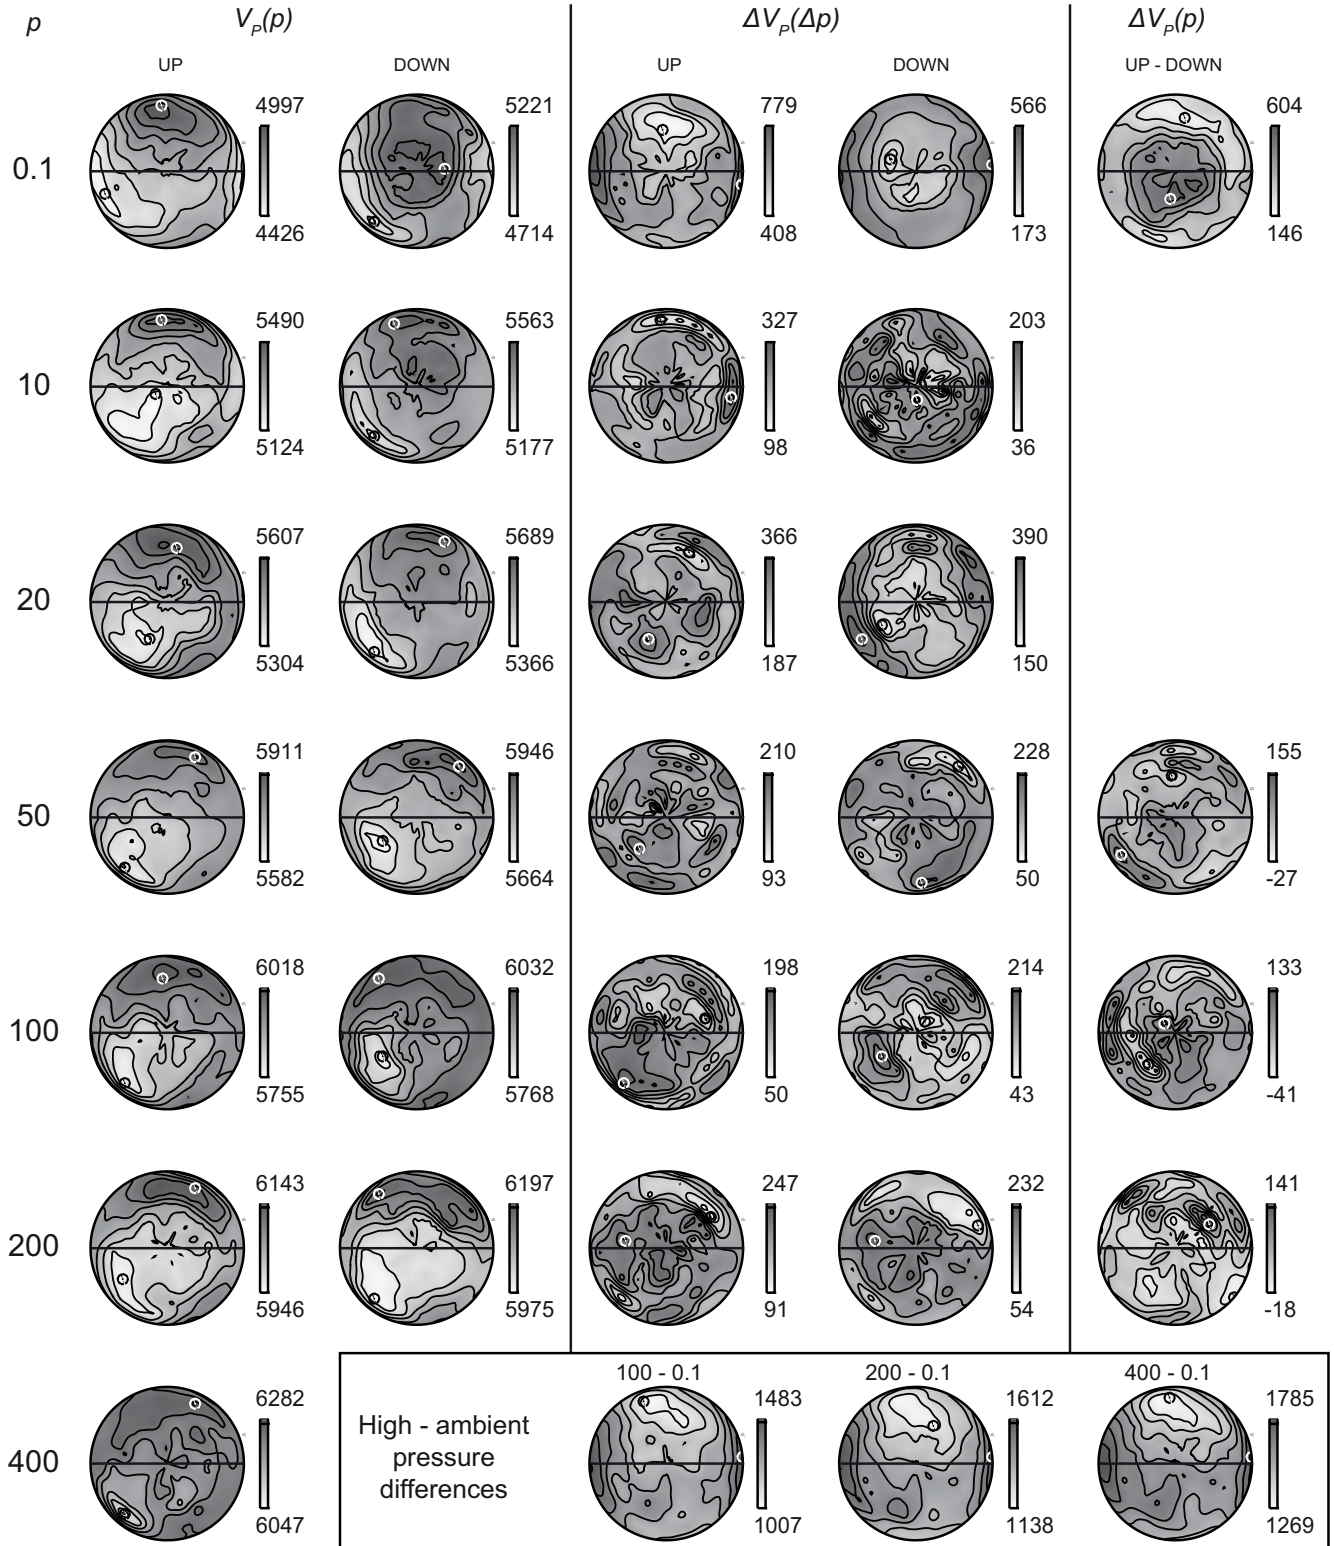 p V_P(p) ΔV_P(Δp) ΔV_P(p)
UP DOWN UP DOWN UP - DOWN
4997 5221 779 566 604
0.1
4426 4714 408 173 146
5490 5563 327 203
10
5124 5177 98 36
5607 5689 366 390
20
5304 5366 187 150
5911 5946 210 228 155
50
5582 5664 93 50 -27
6018 6032 198 214 133
100
5755 5768 50 43 -41
6143 6197 247 232 141
200
5946 5975 91 54 -18
100 - 0.1 200 - 0.1 400 - 0.1
6282 1483 1612 1785
400
High - ambient
pressure
differences
6047 1007 1138 1269